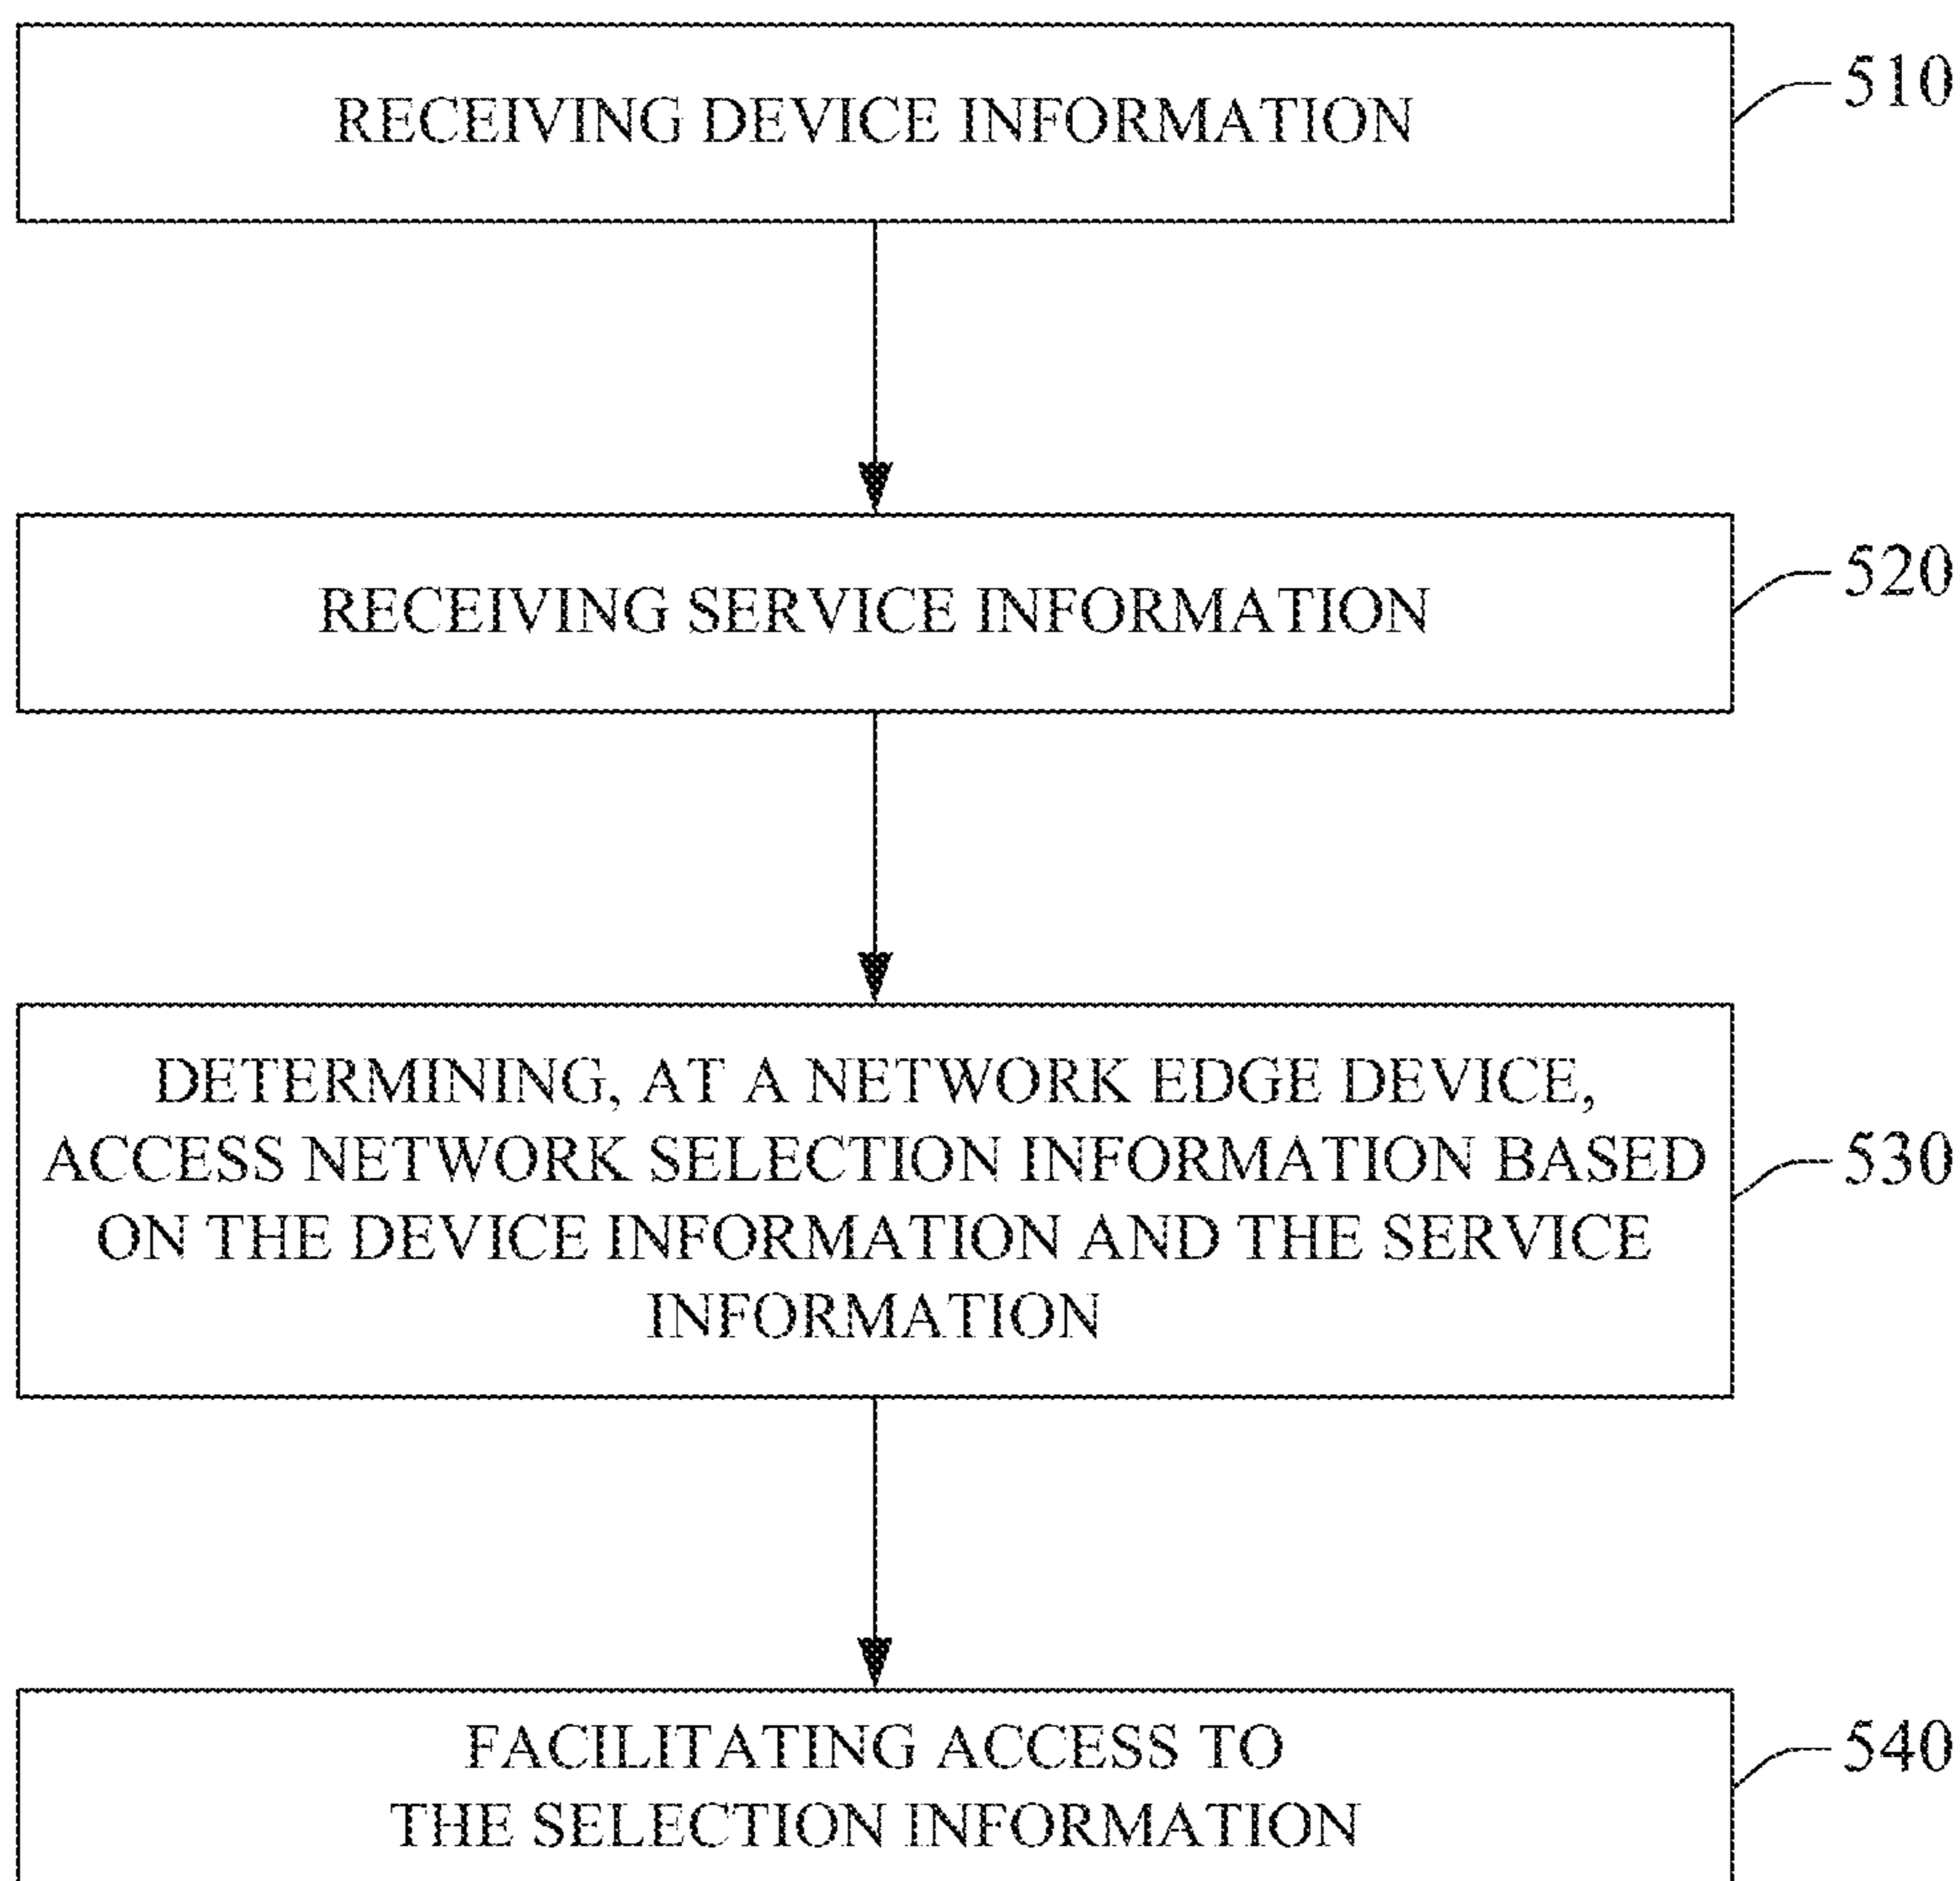 RECEIVING DEVICE INFORMATION
510
RECEIVING SERVICE INFORMATION
520
DETERMINING, AT A NETWORK EDGE DEVICE,
ACCESS NETWORK SELECTION INFORMATION BASED
ON THE DEVICE INFORMATION AND THE SERVICE
INFORMATION
530
FACILITATING ACCESS TO
THE SELECTION INFORMATION
540